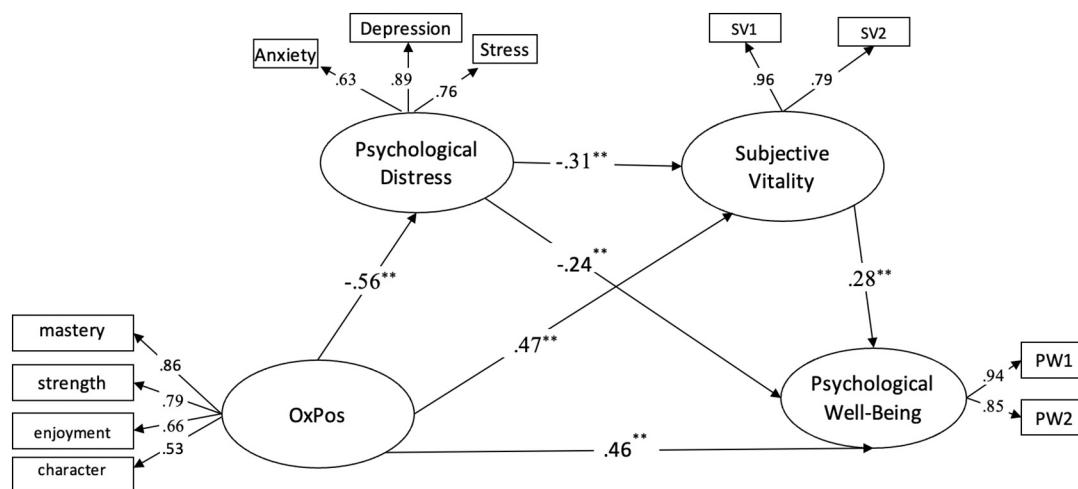 Depression
SV1
SV2
Anxiety
Stress
.63
.89
.76
.96
.79
Psychological
Distress
-.31**
Subjective
Vitality
-.56**
-.24**
.28**
mastery
.86
.47**
strength
.79
enjoyment
.66
character
.53
OxPos
Psychological
Well-Being
.94
PW1
.85
PW2
.46**